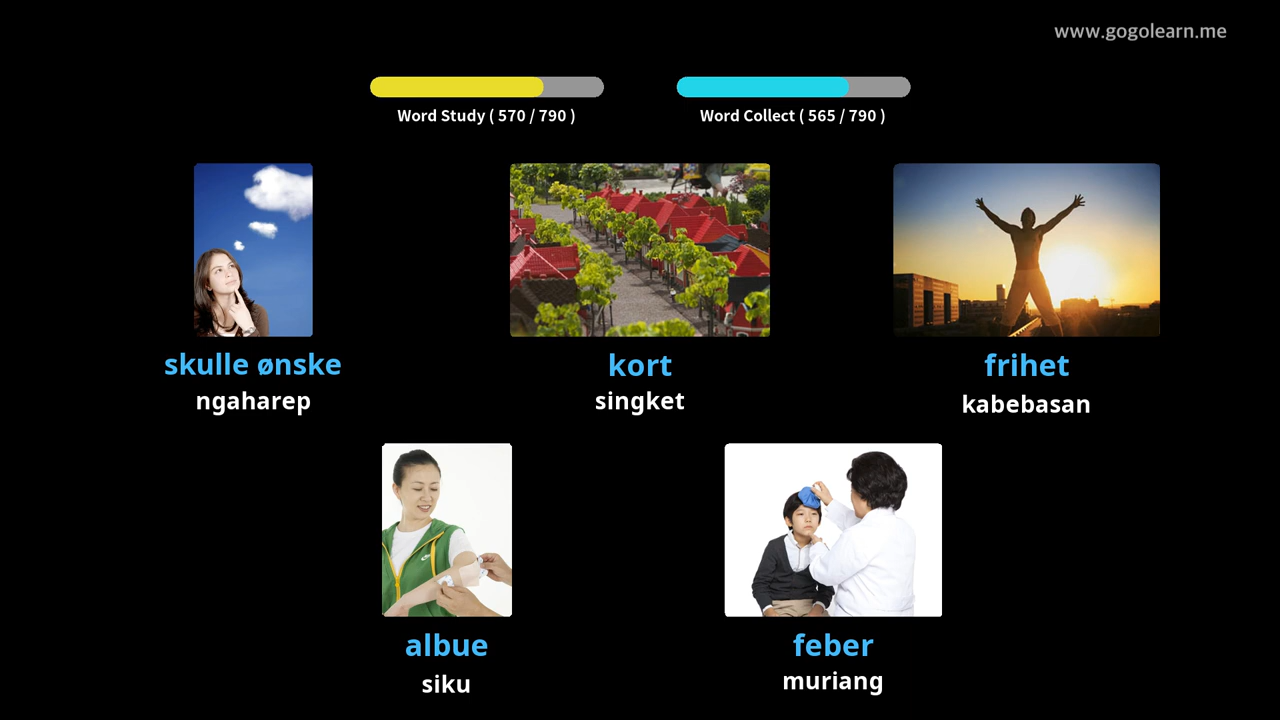 www.gogolearn.me
Word Study ( 570 / 790 )
Word Collect ( 565 / 790 )
skulle ønske
ngaharep
kort
singket
frihet
kabebasan
albue
siku
feber
muriang